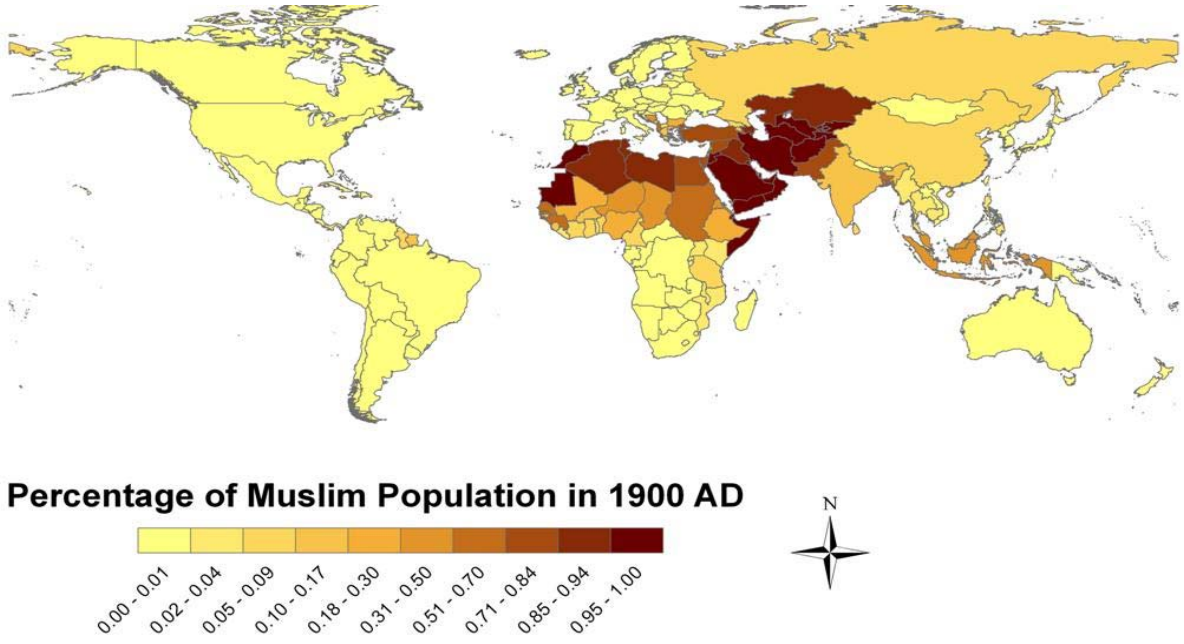 Percentage of Muslim Population in 1900 AD
N
0.00 - 0.01
0.02 - 0.04
0.05 - 0.09
0.10 - 0.17
0.18 - 0.30
0.31 - 0.50
0.51 - 0.70
0.71 - 0.84
0.85 - 0.94
0.95 - 1.00